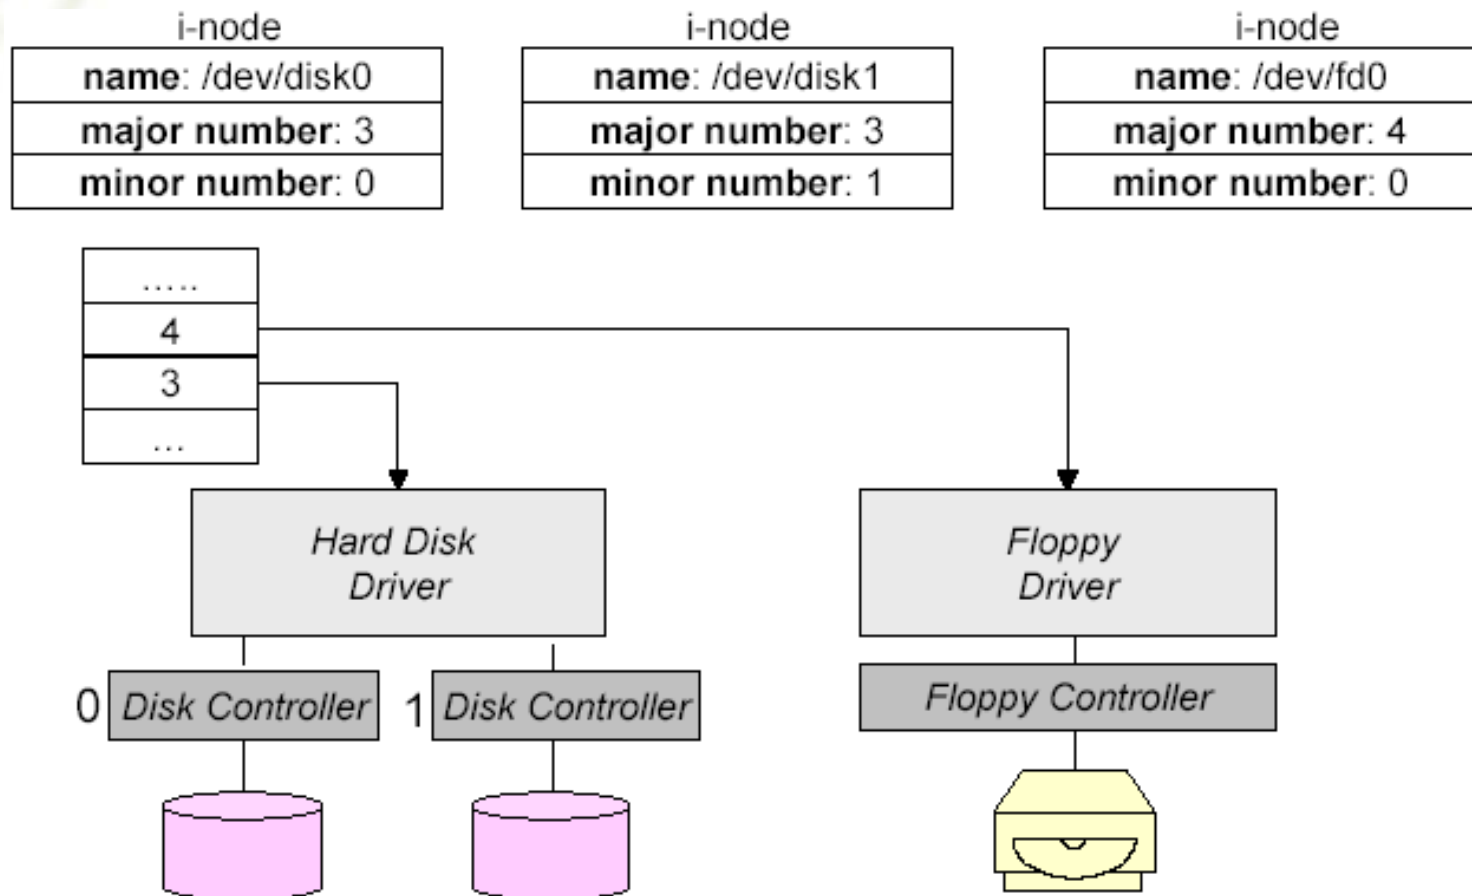 i-node
name: /dev/disk0
major number: 3
minor number: 0
i-node
name: /dev/disk1
major number: 3
minor number: 1
i-node
name: /dev/fd0
major number: 4
minor number: 0
.....
4
3
...
Hard Disk
Driver
Floppy
Driver
0
Disk Controller
1
Disk Controller
Floppy Controller